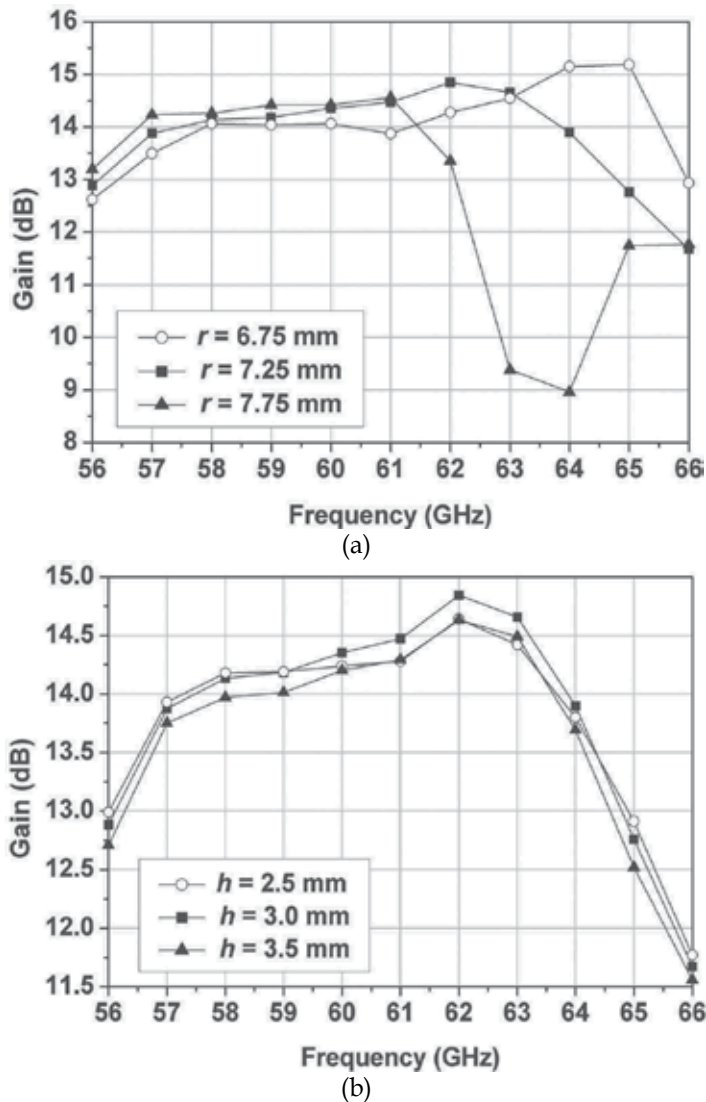 16
15
14
13
12
11
10
9
8
Gain (dB)
r = 6.75 mm
r = 7.25 mm
r = 7.75 mm
56 57 58 59 60 61 62 63 64 65 66
Frequency (GHz)
(a)
15.0
14.5
14.0
13.5
13.0
12.5
12.0
11.5
Gain (dB)
h = 2.5 mm
h = 3.0 mm
h = 3.5 mm
56 57 58 59 60 61 62 63 64 65 66
Frequency (GHz)
(b)